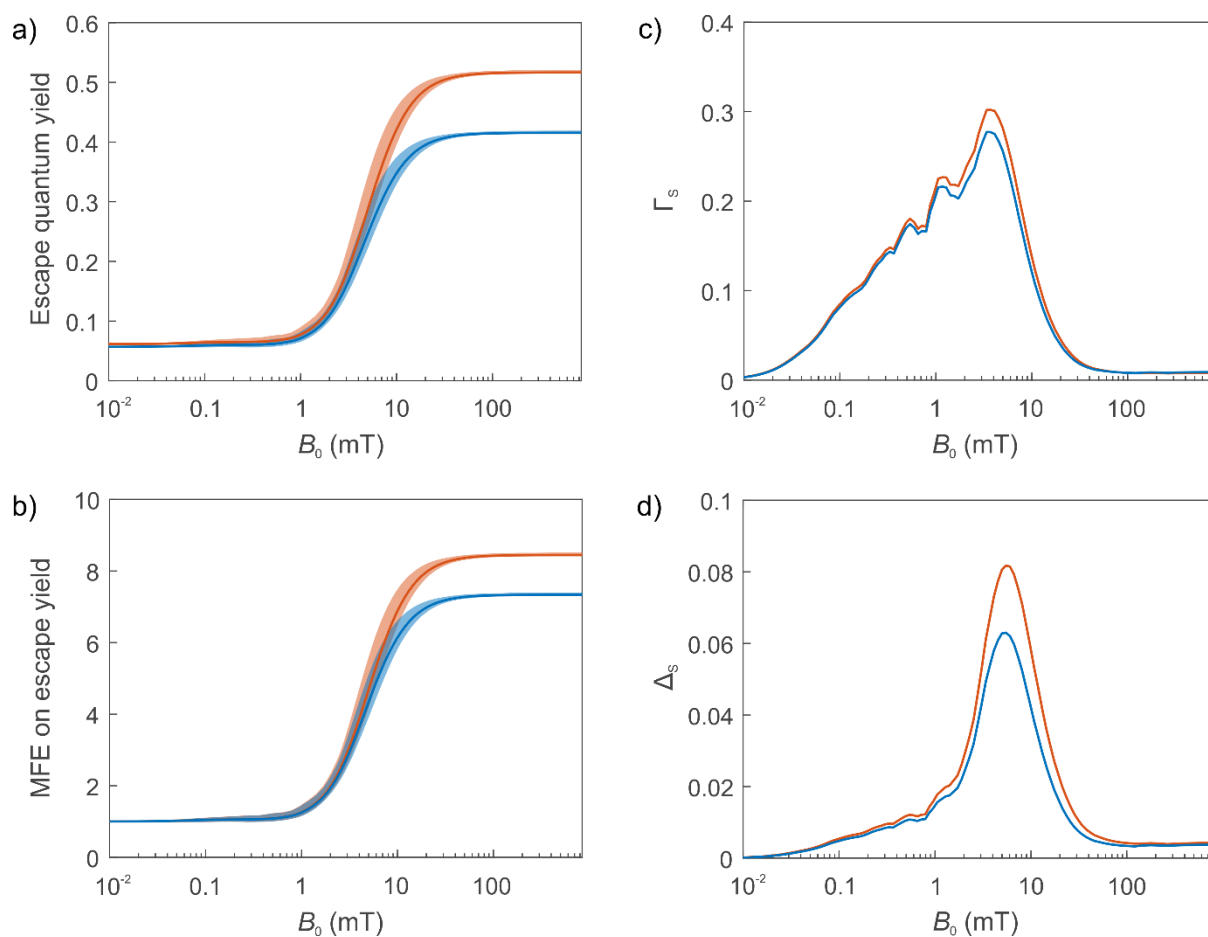 a)
Escape quantum yield
0.6
0.5
0.4
0.3
0.2
0.1
0
10⁻² 0.1 1 10 100
B₀ (mT)
b)
MFE on escape yield
10
8
6
4
2
0
10⁻² 0.1 1 10 100
B₀ (mT)
c)
Γₛ
0.4
0.3
0.2
0.1
0
10⁻² 0.1 1 10 100
B₀ (mT)
d)
Δₛ
0.1
0.08
0.06
0.04
0.02
0
10⁻² 0.1 1 10 100
B₀ (mT)